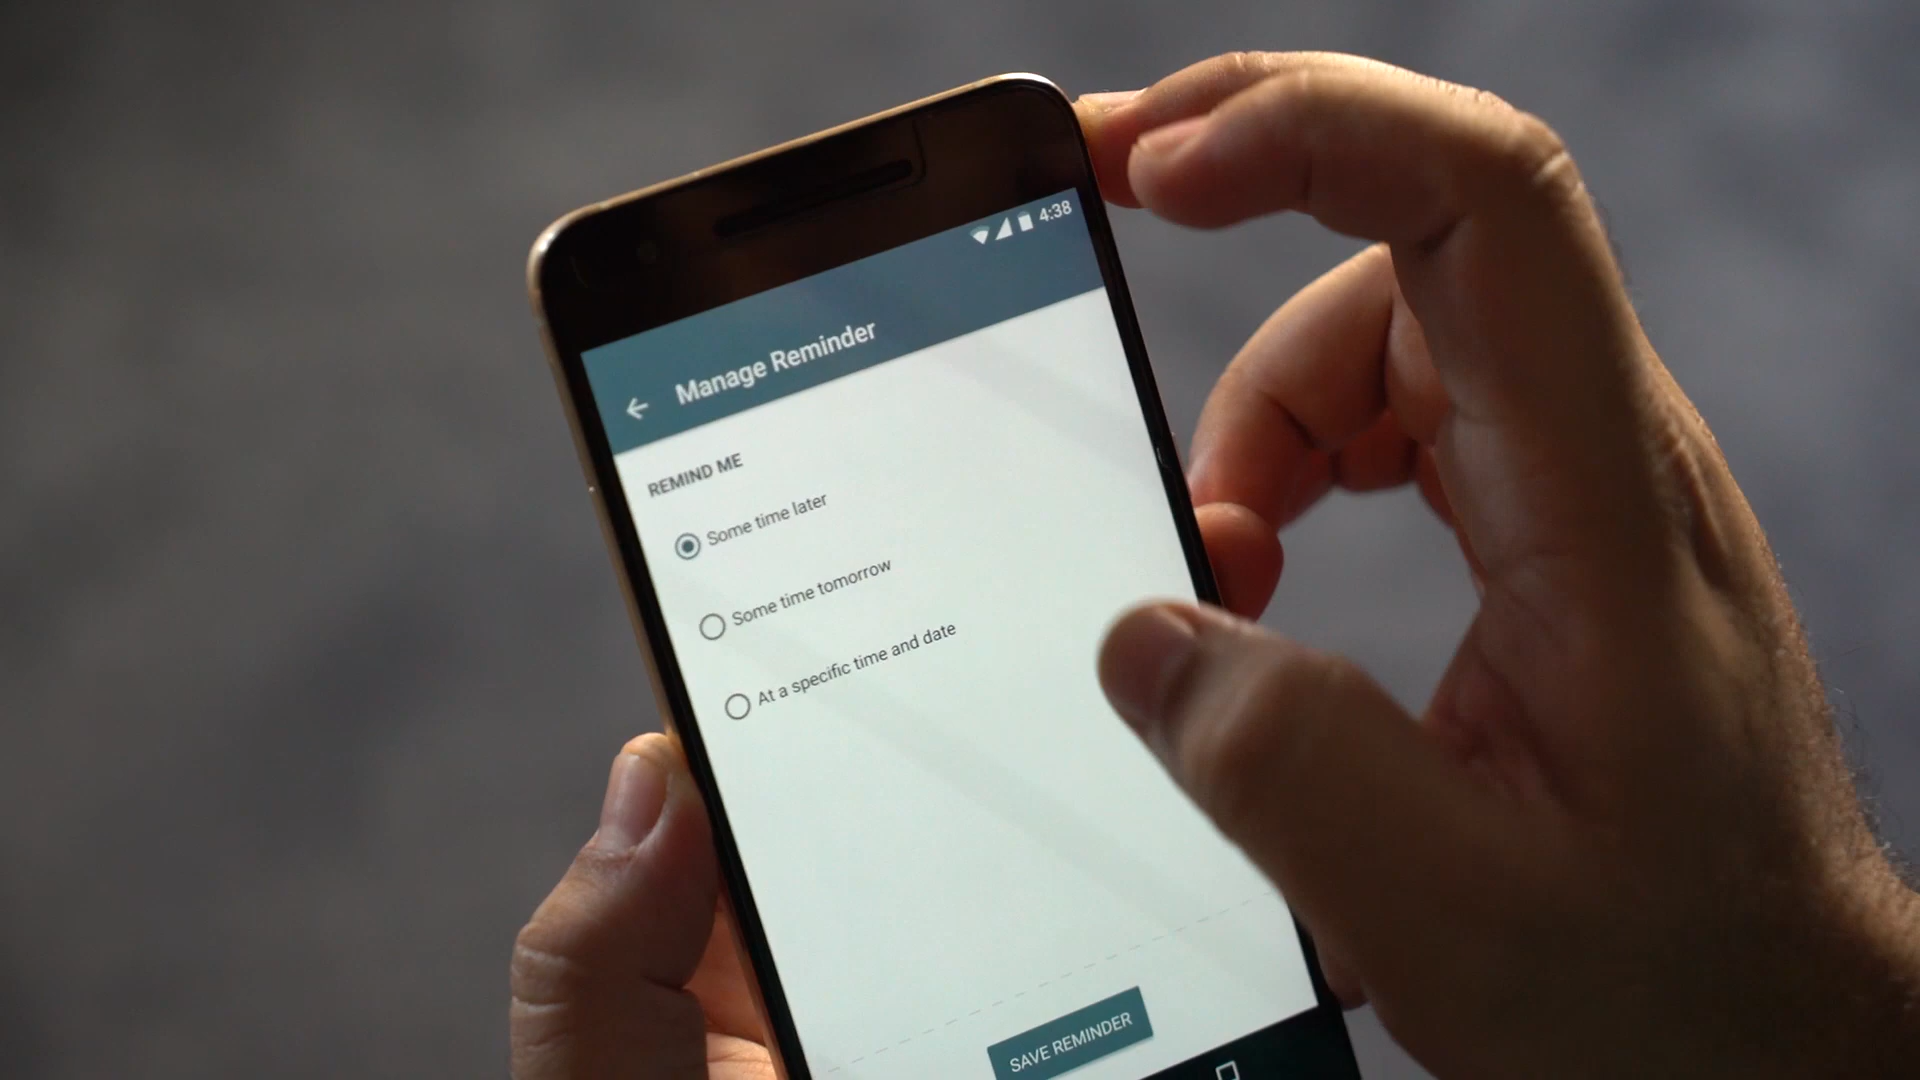 4:38
Manage Reminder
REMIND ME
Some time later
Some time tomorrow
At a specific time and date
SAVE REMINDER